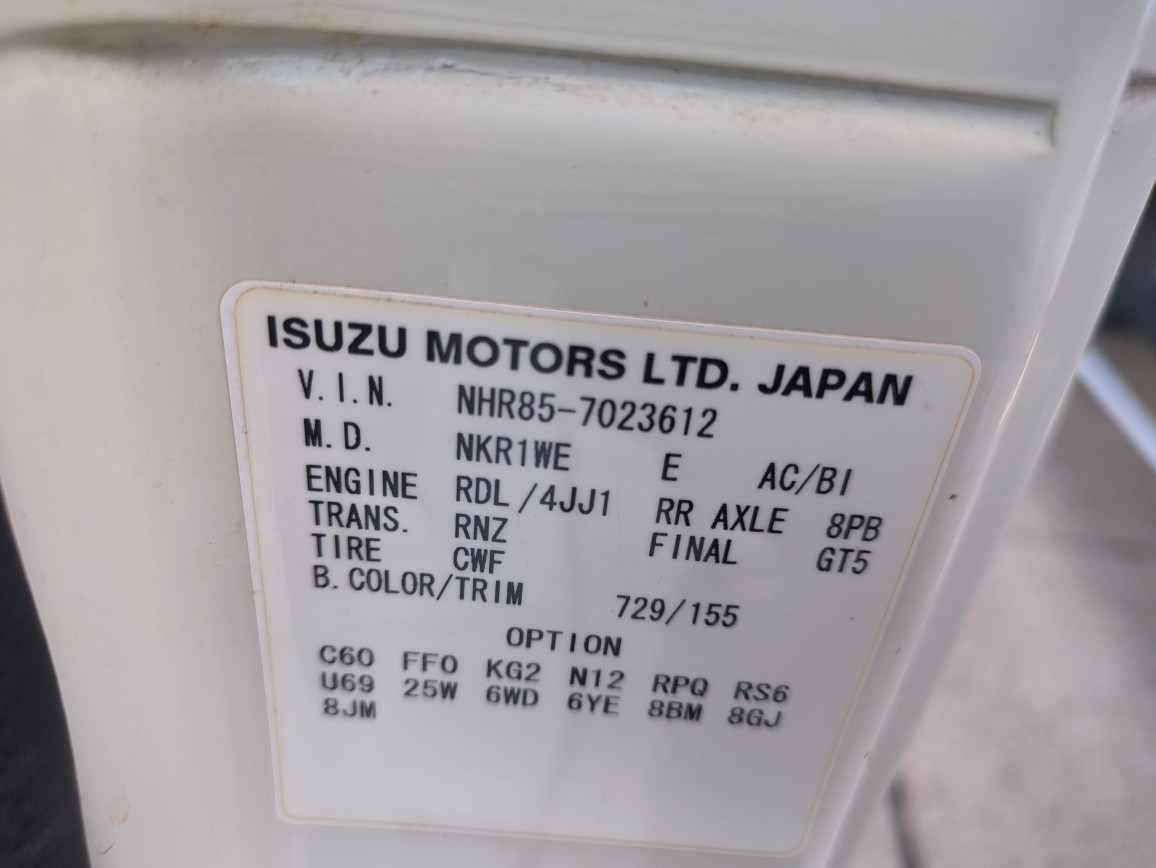 ISUZU MOTORS LTD. JAPAN
V.I.N. NHR85-7023612
M.D. NKR1WE E AC/BI
ENGINE RDL/4JJ1 RR AXLE 8PB
TRANS. RNZ FINAL GT5
TIRE CWF
B.COLOR/TRIM 729/155
OPTION
C60 FF0 KG2 N12 RPQ RS6
U69 25W 6WD 6YE 8BM 8GJ
8JM